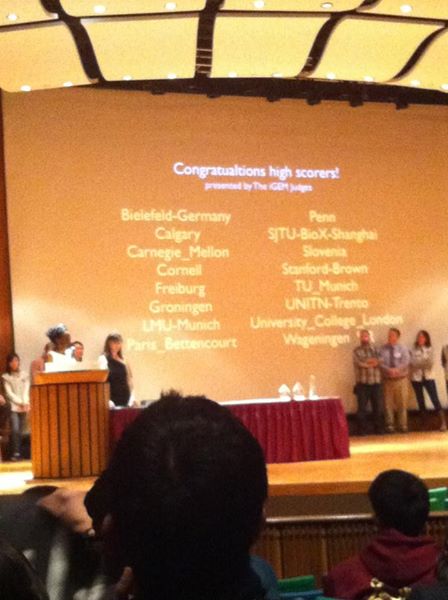 Congratualtions high scorers!
presented by The iGEM Judges
Bielefeld-Germany
Calgary
Carnegie_Mellon
Cornell
Freiburg
Groningen
LMU-Munich
Paris_Bettencourt
Penn
SJTU-BioX-Shanghai
Slovenia
Stanford-Brown
TU_Munich
UNITN-Trento
University_College_London
Wageningen